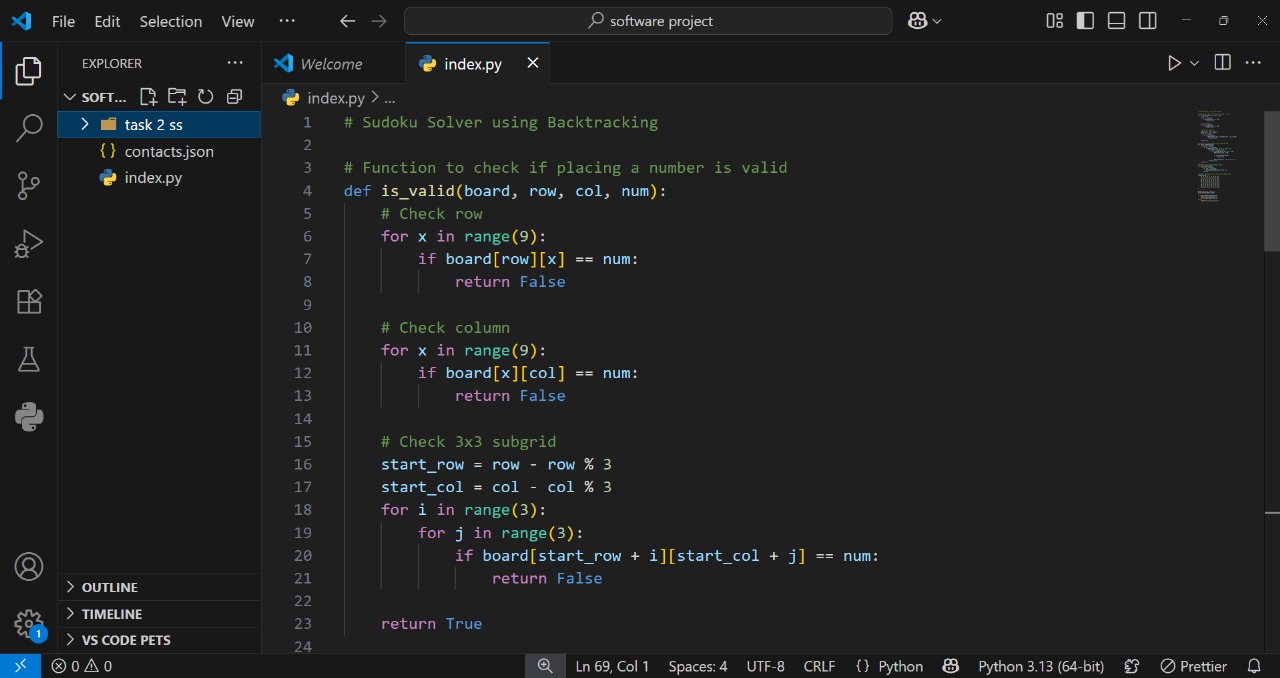 File Edit Selection View ··· software project
EXPLORER ···
SOFT...
task 2 ss
{} contacts.json
index.py
OUTLINE
TIMELINE
VS CODE PETS
Welcome index.py
index.py > ...
1 # Sudoku Solver using Backtracking
2
3 # Function to check if placing a number is valid
4 def is_valid(board, row, col, num):
5 # Check row
6 for x in range(9):
7 if board[row][x] == num:
8 return False
9
10 # Check column
11 for x in range(9):
12 if board[x][col] == num:
13 return False
14
15 # Check 3x3 subgrid
16 start_row = row - row % 3
17 start_col = col - col % 3
18 for i in range(3):
19 for j in range(3):
20 if board[start_row + i][start_col + j] == num:
21 return False
22
23 return True
24
1
0 0 Ln 69, Col 1 Spaces: 4 UTF-8 CRLF {} Python Python 3.13 (64-bit) Prettier